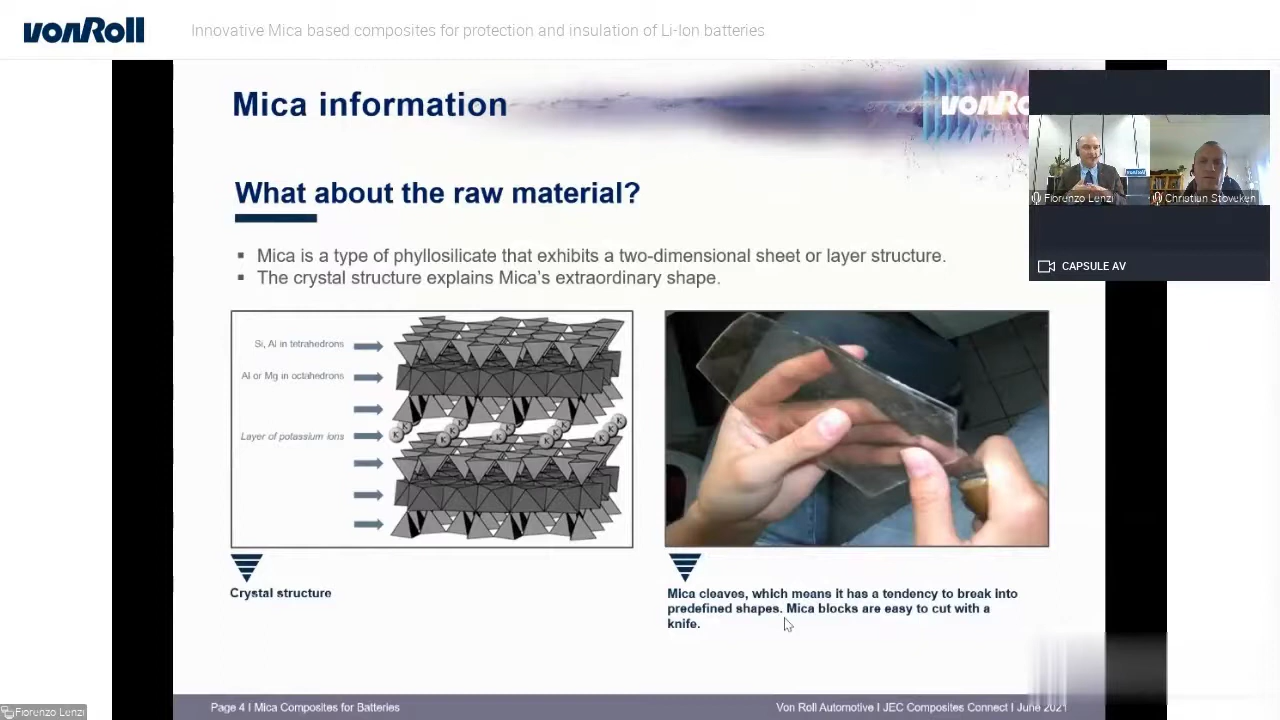 vonRoll
Innovative Mica based composites for protection and insulation of Li-Ion batteries
Mica information
vonRo
What about the raw material?
▪ Mica is a type of phyllosilicate that exhibits a two-dimensional sheet or layer structure.
▪ The crystal structure explains Mica's extraordinary shape.
Fiorenzo Lenzi
Christian Stoveken
vonRoll
CAPSULE AV
Si, Al in tetrahedrons
Al or Mg in octahedrons
Layer of potassium ions
K K K K K K K K K
Crystal structure
Mica cleaves, which means it has a tendency to break into
predefined shapes. Mica blocks are easy to cut with a
knife.
Page 4 I Mica Composites for Batteries
Von Roll Automotive I JEC Composites Connect I June 2021
Fiorenzo Lenzi